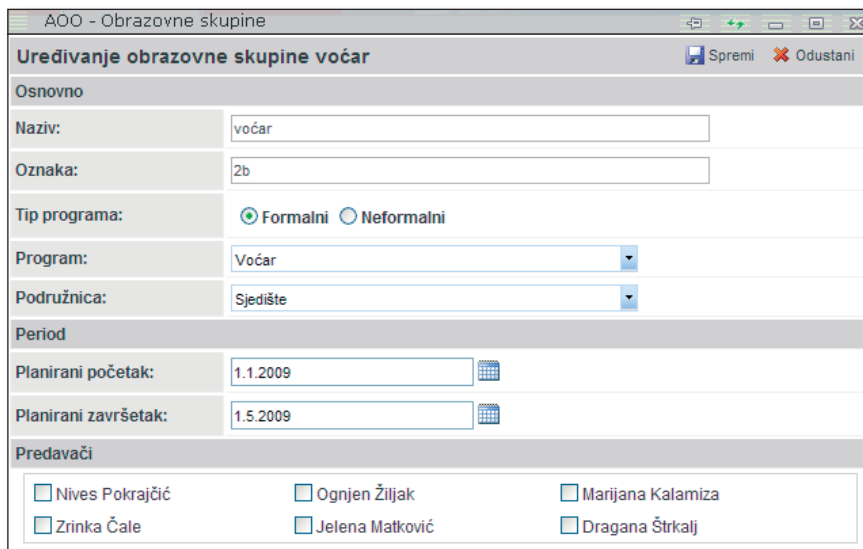 AOO - Obrazovne skupine
Uređivanje obrazovne skupine voćar Spremi Odustani
Osnovno
Naziv: voćar
Oznaka: 2b
Tip programa: Formalni Neformalni
Program: Voćar
Podružnica: Sjedište
Period
Planirani početak: 1.1.2009
Planirani završetak: 1.5.2009
Predavači
Nives Pokrajčić Ognjen Žiljak Marijana Kalamiza
Zrinka Čale Jelena Matković Dragana Štrkalj